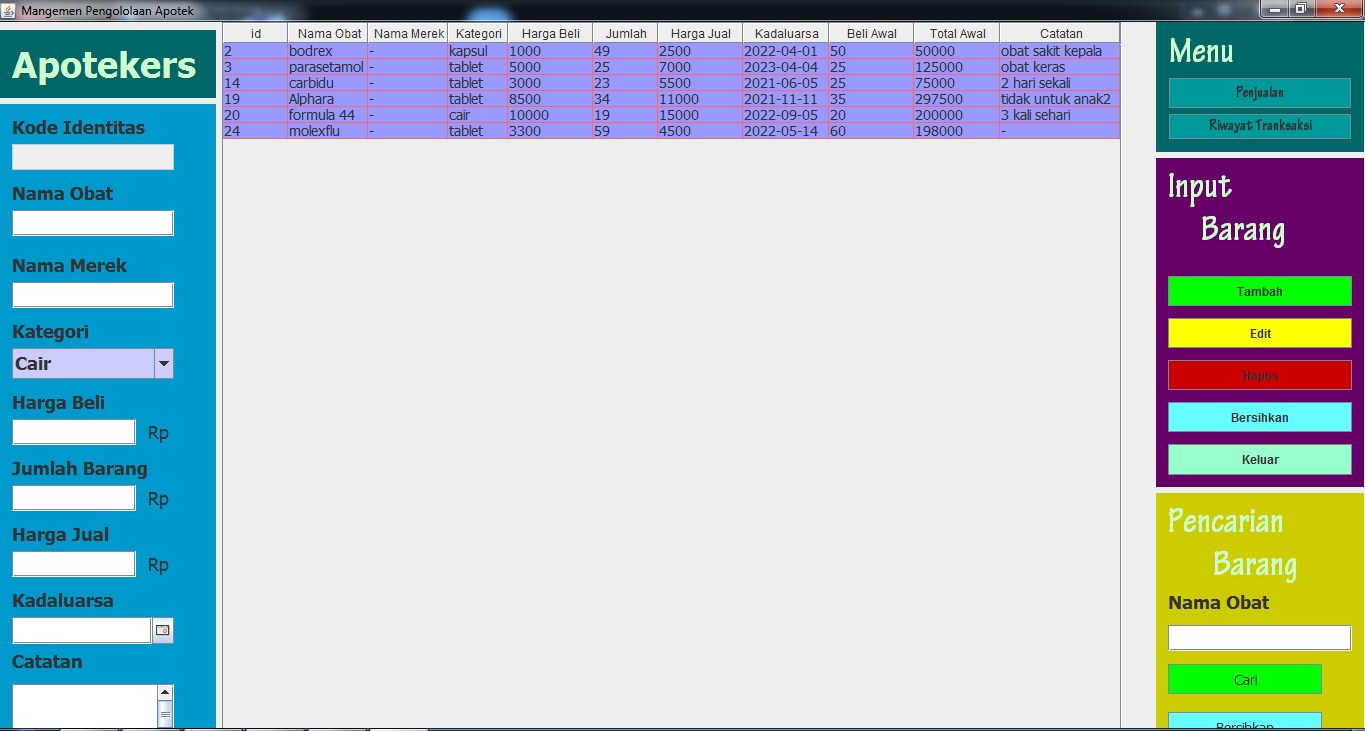 Mangemen Pengololaan Apotek
Apotekers
Kode Identitas
Nama Obat
Nama Merek
Kategori
Cair
Harga Beli
Rp
Jumlah Barang
Rp
Harga Jual
Rp
Kadaluarsa
Catatan
id Nama Obat Nama Merek Kategori Harga Beli Jumlah Harga Jual Kadaluarsa Beli Awal Total Awal Catatan
2 bodrex - kapsul 1000 49 2500 2022-04-01 50 50000 obat sakit kepala
3 parasetamol - tablet 5000 25 7000 2023-04-04 25 125000 obat keras
14 carbidu - tablet 3000 23 5500 2021-06-05 25 75000 2 hari sekali
19 Alphara - tablet 8500 34 11000 2021-11-11 35 297500 tidak untuk anak2
20 formula 44 - cair 10000 19 15000 2022-09-05 20 200000 3 kali sehari
24 molexflu - tablet 3300 59 4500 2022-05-14 60 198000 -
Menu
Penjualan
Riwayat Tranksaksi
Input
Barang
Tambah
Edit
Hapus
Bersihkan
Keluar
Pencarian
Barang
Nama Obat
Cari
Bersihkan